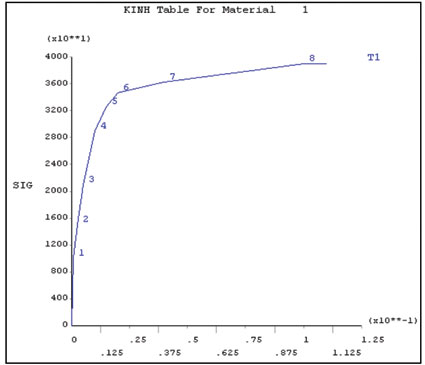 KINH Table For Material 1
(x10**1)
4000
3600
3200
2800
2400
2000
1600
1200
800
400
0
SIG
T1
1
2
3
4
5
6
7
8
(x10**-1)
0 .25 .5 .75 1 1.25
.125 .375 .625 .875 1.125